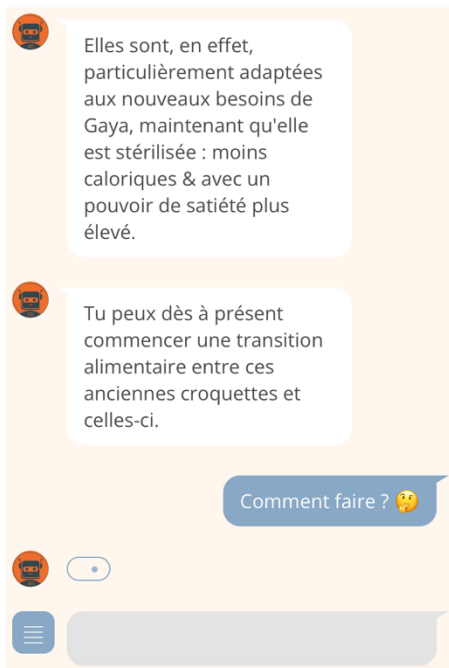 Elles sont, en effet,
particulièrement adaptées
aux nouveaux besoins de
Gaya, maintenant qu'elle
est stérilisée : moins
caloriques & avec un
pouvoir de satiété plus
élevé.
Tu peux dès à présent
commencer une transition
alimentaire entre ces
anciennes croquettes et
celles-ci.
Comment faire ? 🤔